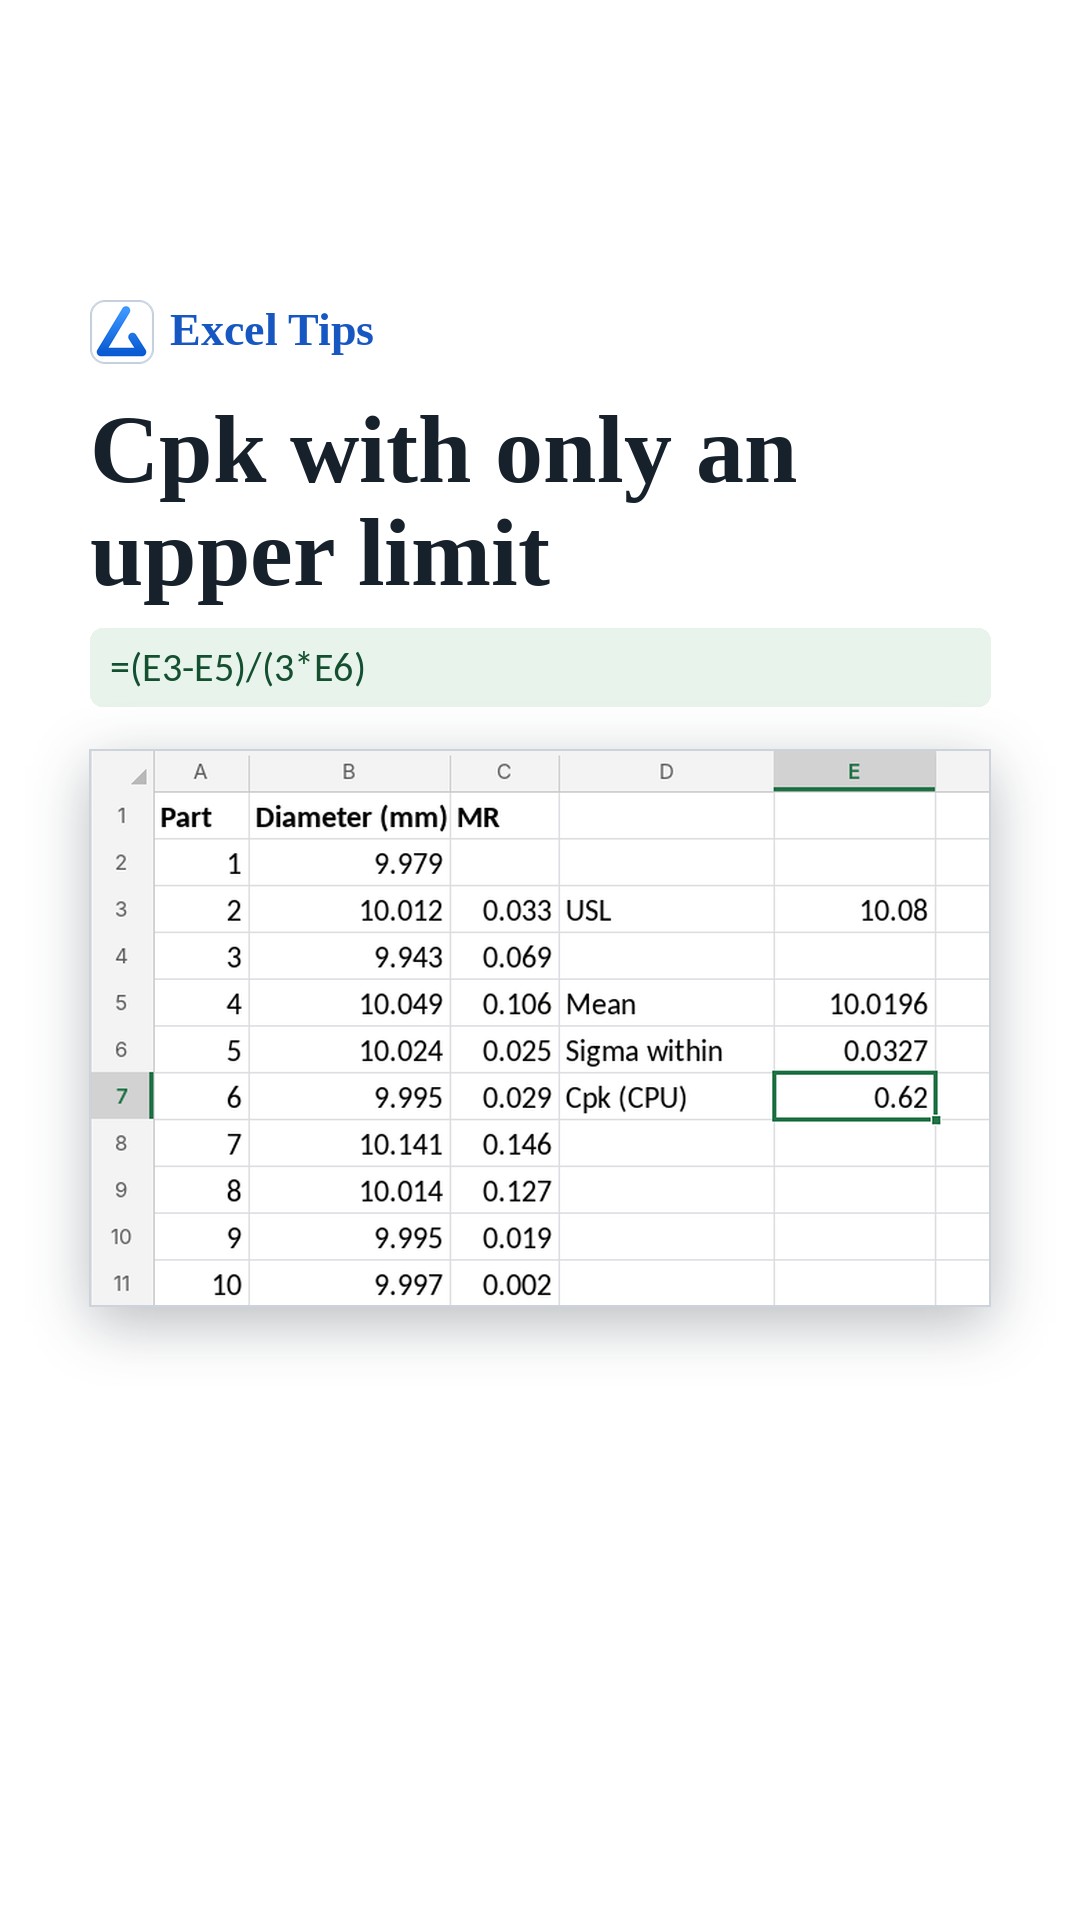 Excel Tips
Cpk with only an
upper limit
=(E3-E5)/(3*E6)
A B C D E
1 Part Diameter (mm) MR
2 1 9.979
3 2 10.012 0.033 USL 10.08
4 3 9.943 0.069
5 4 10.049 0.106 Mean 10.0196
6 5 10.024 0.025 Sigma within 0.0327
7 6 9.995 0.029 Cpk (CPU) 0.62
8 7 10.141 0.146
9 8 10.014 0.127
10 9 9.995 0.019
11 10 9.997 0.002